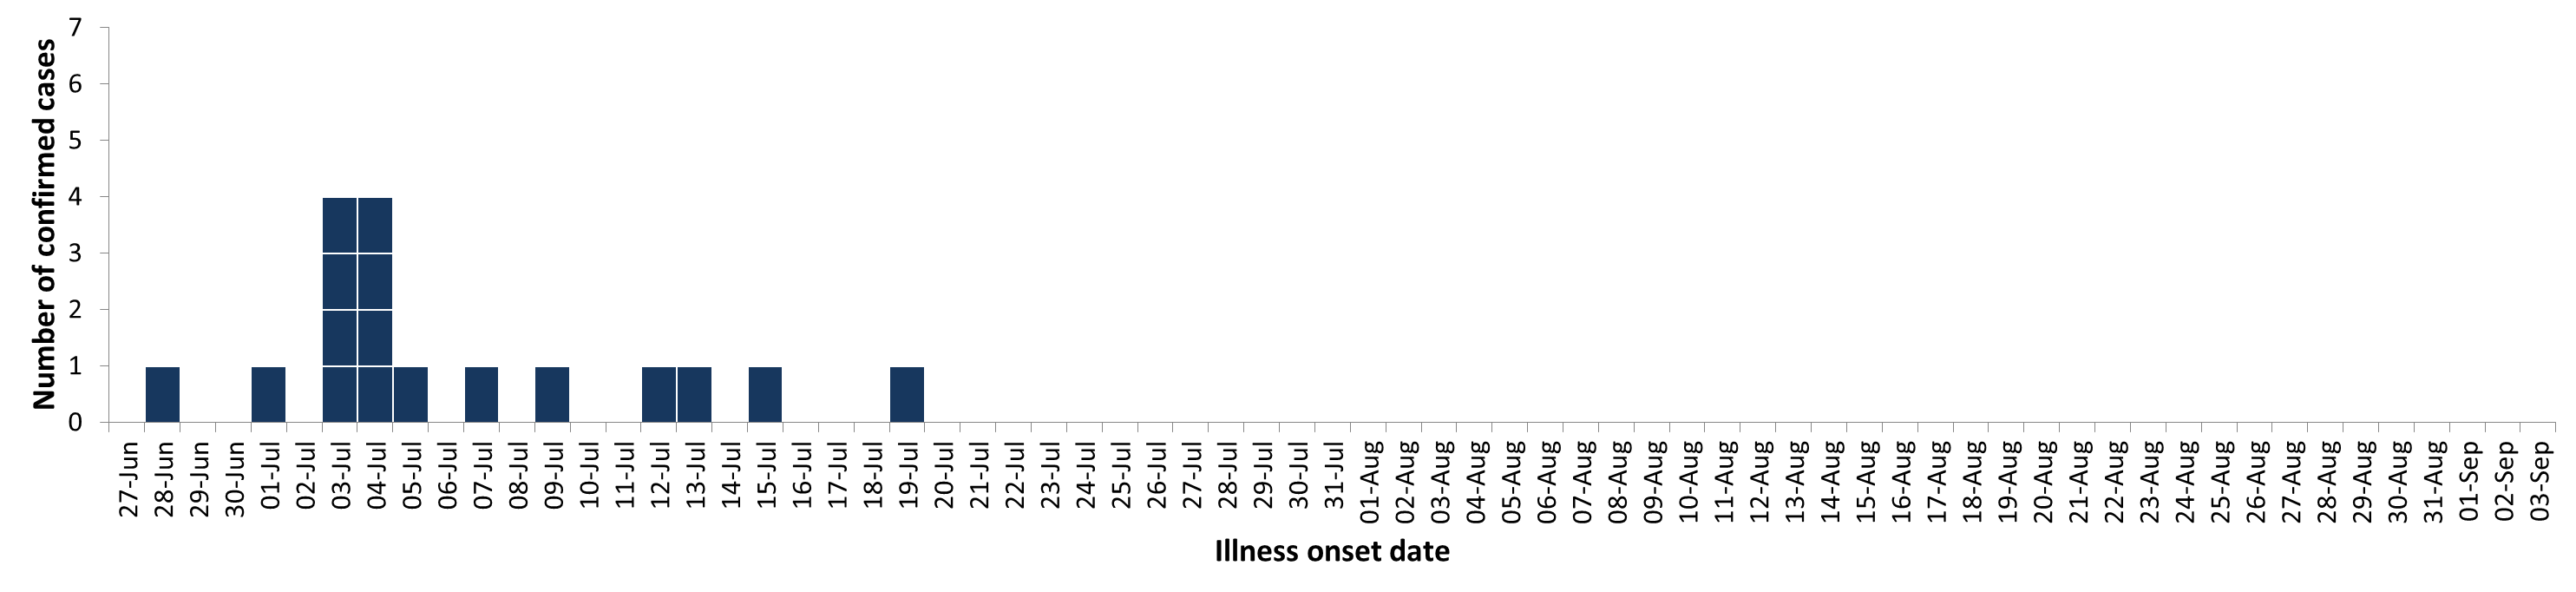 Number of confirmed cases
7
6
5
4
3
2
1
0
27-Jun
28-Jun
29-Jun
30-Jun
01-Jul
02-Jul
03-Jul
04-Jul
05-Jul
06-Jul
07-Jul
08-Jul
09-Jul
10-Jul
11-Jul
12-Jul
13-Jul
14-Jul
15-Jul
16-Jul
17-Jul
18-Jul
19-Jul
20-Jul
21-Jul
22-Jul
23-Jul
24-Jul
25-Jul
26-Jul
27-Jul
28-Jul
29-Jul
30-Jul
31-Jul
01-Aug
02-Aug
03-Aug
04-Aug
05-Aug
06-Aug
07-Aug
08-Aug
09-Aug
10-Aug
11-Aug
12-Aug
13-Aug
14-Aug
15-Aug
16-Aug
17-Aug
18-Aug
19-Aug
20-Aug
21-Aug
22-Aug
23-Aug
24-Aug
25-Aug
26-Aug
27-Aug
28-Aug
29-Aug
30-Aug
31-Aug
01-Sep
02-Sep
03-Sep
Illness onset date